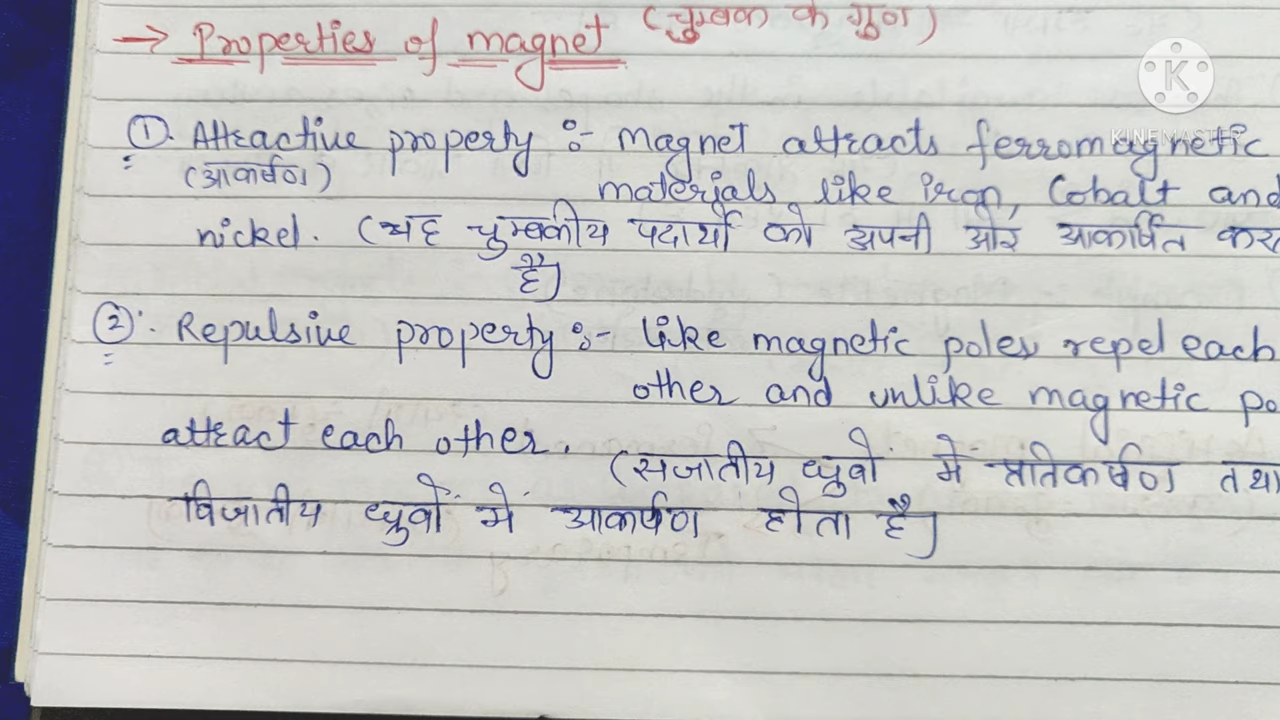 → Properties of magnet (चुम्बक के गुण)
K
KINEMASTER
①. Attractive property :- Magnet attracts ferromagnetic
(आकर्षण)
materials like iron, Cobalt and
nickel. (यह चुम्बकीय पदार्थो को अपनी ओर आकर्षित
है)
②. Repulsive property :- like magnetic poles repel each
other and unlike magnetic po
attract each other.
(सजातीय ध्रुवों में प्रतिकर्षण तथा
विजातीय ध्रुवों में आकर्षण होता है)